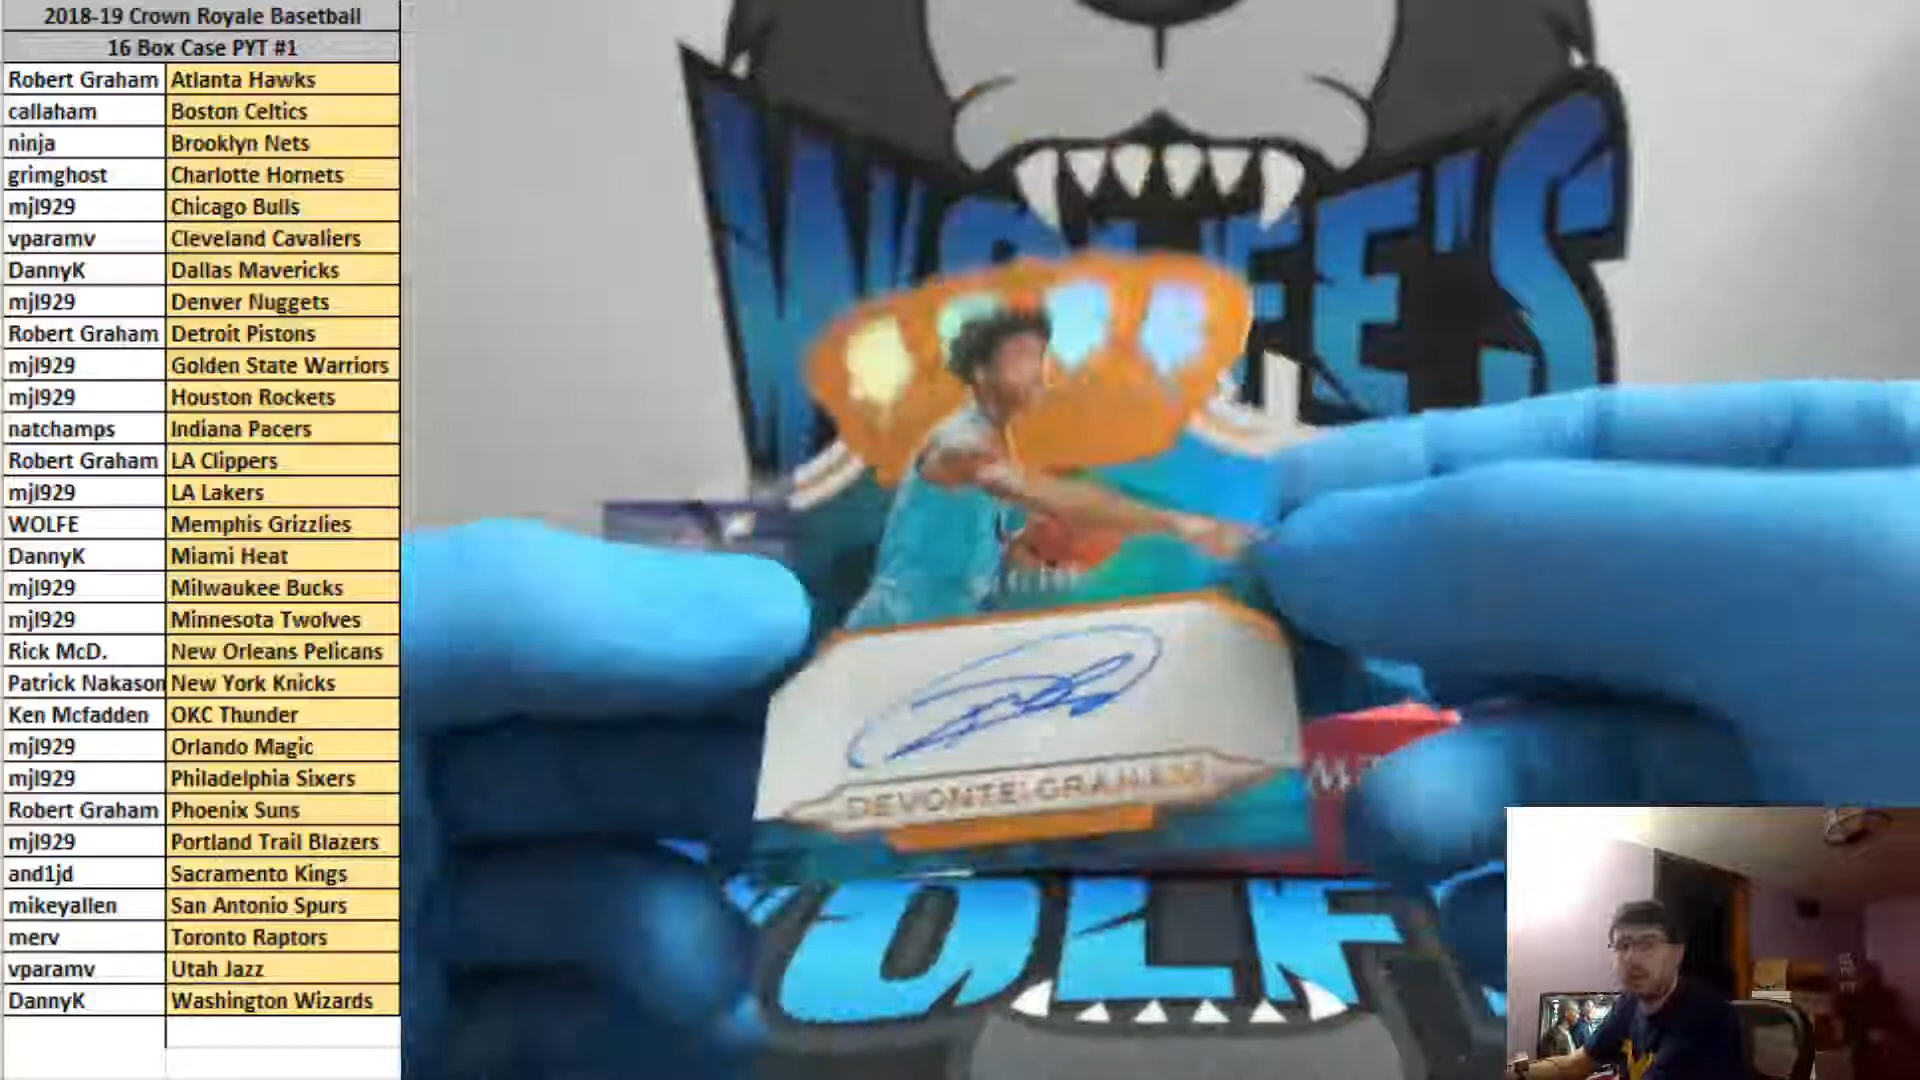 2018-19 Crown Royale Basetball
16 Box Case PYT #1
Robert Graham Atlanta Hawks
callaham Boston Celtics
ninja Brooklyn Nets
grimghost Charlotte Hornets
mjl929 Chicago Bulls
vparamv Cleveland Cavaliers
DannyK Dallas Mavericks
mjl929 Denver Nuggets
Robert Graham Detroit Pistons
mjl929 Golden State Warriors
mjl929 Houston Rockets
natchamps Indiana Pacers
Robert Graham LA Clippers
mjl929 LA Lakers
WOLFE Memphis Grizzlies
DannyK Miami Heat
mjl929 Milwaukee Bucks
mjl929 Minnesota Twolves
Rick McD. New Orleans Pelicans
Patrick Nakason New York Knicks
Ken Mcfadden OKC Thunder
mjl929 Orlando Magic
mjl929 Philadelphia Sixers
Robert Graham Phoenix Suns
mjl929 Portland Trail Blazers
and1jd Sacramento Kings
mikeyallen San Antonio Spurs
merv Toronto Raptors
vparamv Utah Jazz
DannyK Washington Wizards
WOLFE'S
DEVONTE' GRAHAM